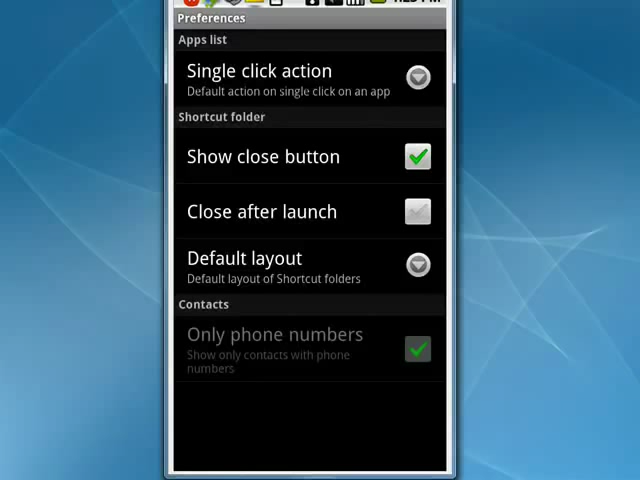 Preferences
Apps list
Single click action
Default action on single click on an app
Shortcut folder
Show close button
Close after launch
Default layout
Default layout of Shortcut folders
Contacts
Only phone numbers
Show only contacts with phone
numbers